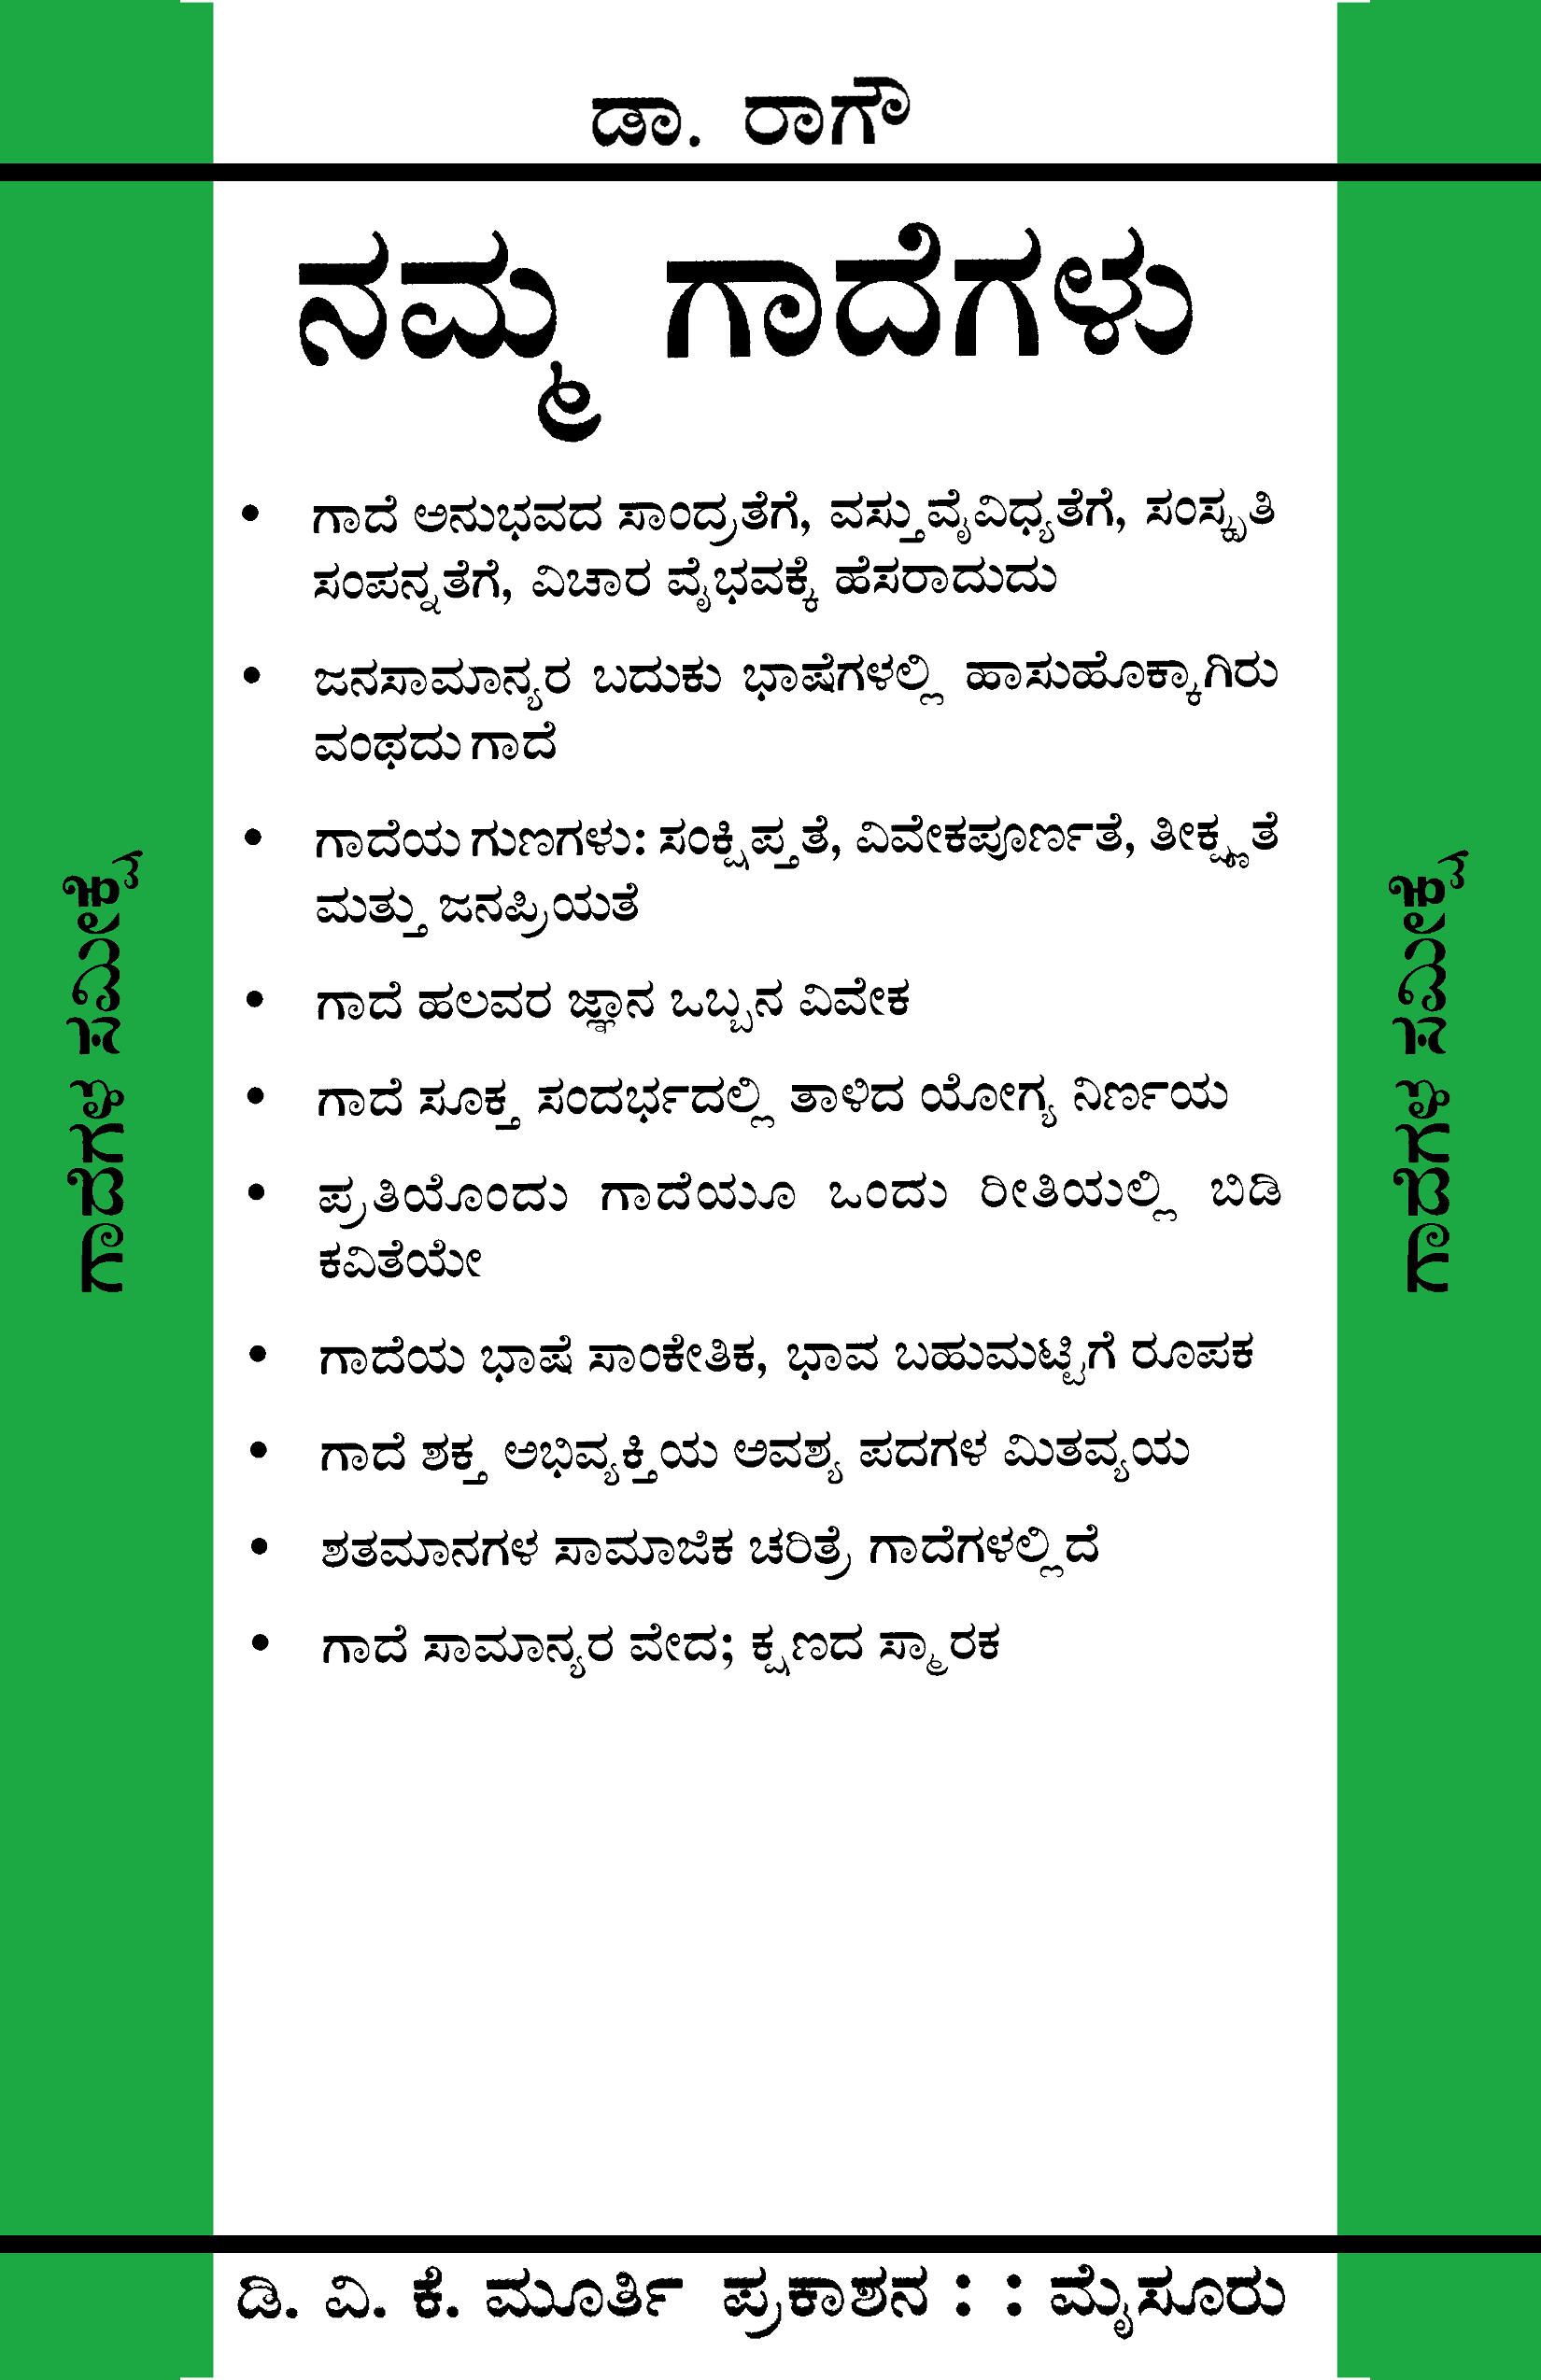 ಡಾ. ರಾಗೌ
ನಮ್ಮ ಗಾದೆಗಳು
• ಗಾದೆ ಅನುಭವದ ಸಾಂದ್ರತೆಗೆ, ವಸ್ತುವೈವಿಧ್ಯತೆಗೆ, ಸಂಸ್ಕೃತಿ
ಸಂಪನ್ನತೆಗೆ, ವಿಚಾರ ವೈಭವಕ್ಕೆ ಹೆಸರಾದುದು
• ಜನಸಾಮಾನ್ಯರ ಬದುಕು ಭಾಷೆಗಳಲ್ಲಿ ಹಾಸುಹೊಕ್ಕಾಗಿರು
ವಂಥದು ಗಾದೆ
• ಗಾದೆಯ ಗುಣಗಳು: ಸಂಕ್ಷಿಪ್ತತೆ, ವಿವೇಕಪೂರ್ಣತೆ, ತೀಕ್ಷ್ಣತೆ
ಮತ್ತು ಜನಪ್ರಿಯತೆ
• ಗಾದೆ ಹಲವರ ಜ್ಞಾನ ಒಬ್ಬನ ವಿವೇಕ
• ಗಾದೆ ಸೂಕ್ತ ಸಂದರ್ಭದಲ್ಲಿ ತಾಳಿದ ಯೋಗ್ಯ ನಿರ್ಣಯ
• ಪ್ರತಿಯೊಂದು ಗಾದೆಯೂ ಒಂದು ರೀತಿಯಲ್ಲಿ ಬಿಡಿ
ಕವಿತೆಯೇ
• ಗಾದೆಯ ಭಾಷೆ ಸಾಂಕೇತಿಕ, ಭಾವ ಬಹುಮಟ್ಟಿಗೆ ರೂಪಕ
• ಗಾದೆ ಶಕ್ತ ಅಭಿವ್ಯಕ್ತಿಯ ಅವಶ್ಯ ಪದಗಳ ಮಿತವ್ಯಯ
• ಶತಮಾನಗಳ ಸಾಮಾಜಿಕ ಚರಿತ್ರೆ ಗಾದೆಗಳಲ್ಲಿದೆ
• ಗಾದೆ ಸಾಮಾನ್ಯರ ವೇದ; ಕ್ಷಣದ ಸ್ಮಾರಕ
ಗಾದೆಗಳ ಸಮೀಕ್ಷೆ
ಗಾದೆಗಳ ಸಮೀಕ್ಷೆ
ಡಿ. ವಿ. ಕೆ. ಮೂರ್ತಿ ಪ್ರಕಾಶನ : : ಮೈಸೂರು